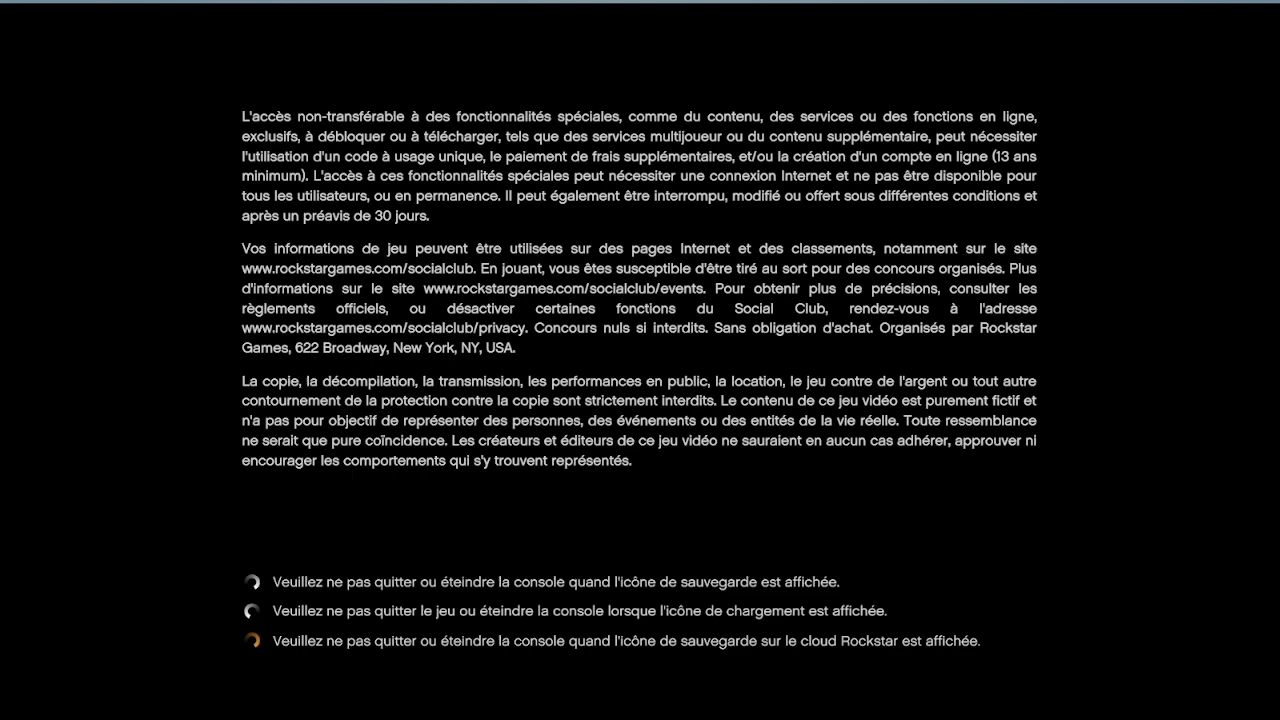 L'accès non-transférable à des fonctionnalités spéciales, comme du contenu, des services ou des fonctions en ligne,
exclusifs, à débloquer ou à télécharger, tels que des services multijoueur ou du contenu supplémentaire, peut nécessiter
l'utilisation d'un code à usage unique, le paiement de frais supplémentaires, et/ou la création d'un compte en ligne (13 ans
minimum). L'accès à ces fonctionnalités spéciales peut nécessiter une connexion Internet et ne pas être disponible pour
tous les utilisateurs, ou en permanence. Il peut également être interrompu, modifié ou offert sous différentes conditions et
après un préavis de 30 jours.
Vos informations de jeu peuvent être utilisées sur des pages Internet et des classements, notamment sur le site
www.rockstargames.com/socialclub. En jouant, vous êtes susceptible d'être tiré au sort pour des concours organisés. Plus
d'informations sur le site www.rockstargames.com/socialclub/events. Pour obtenir plus de précisions, consulter les
règlements officiels, ou désactiver certaines fonctions du Social Club, rendez-vous à l'adresse
www.rockstargames.com/socialclub/privacy. Concours nuls si interdits. Sans obligation d'achat. Organisés par Rockstar
Games, 622 Broadway, New York, NY, USA.
La copie, la décompilation, la transmission, les performances en public, la location, le jeu contre de l'argent ou tout autre
contournement de la protection contre la copie sont strictement interdits. Le contenu de ce jeu vidéo est purement fictif et
n'a pas pour objectif de représenter des personnes, des événements ou des entités de la vie réelle. Toute ressemblance
ne serait que pure coïncidence. Les créateurs et éditeurs de ce jeu vidéo ne sauraient en aucun cas adhérer, approuver ni
encourager les comportements qui s'y trouvent représentés.
Veuillez ne pas quitter ou éteindre la console quand l'icône de sauvegarde est affichée.
Veuillez ne pas quitter le jeu ou éteindre la console lorsque l'icône de chargement est affichée.
Veuillez ne pas quitter ou éteindre la console quand l'icône de sauvegarde sur le cloud Rockstar est affichée.